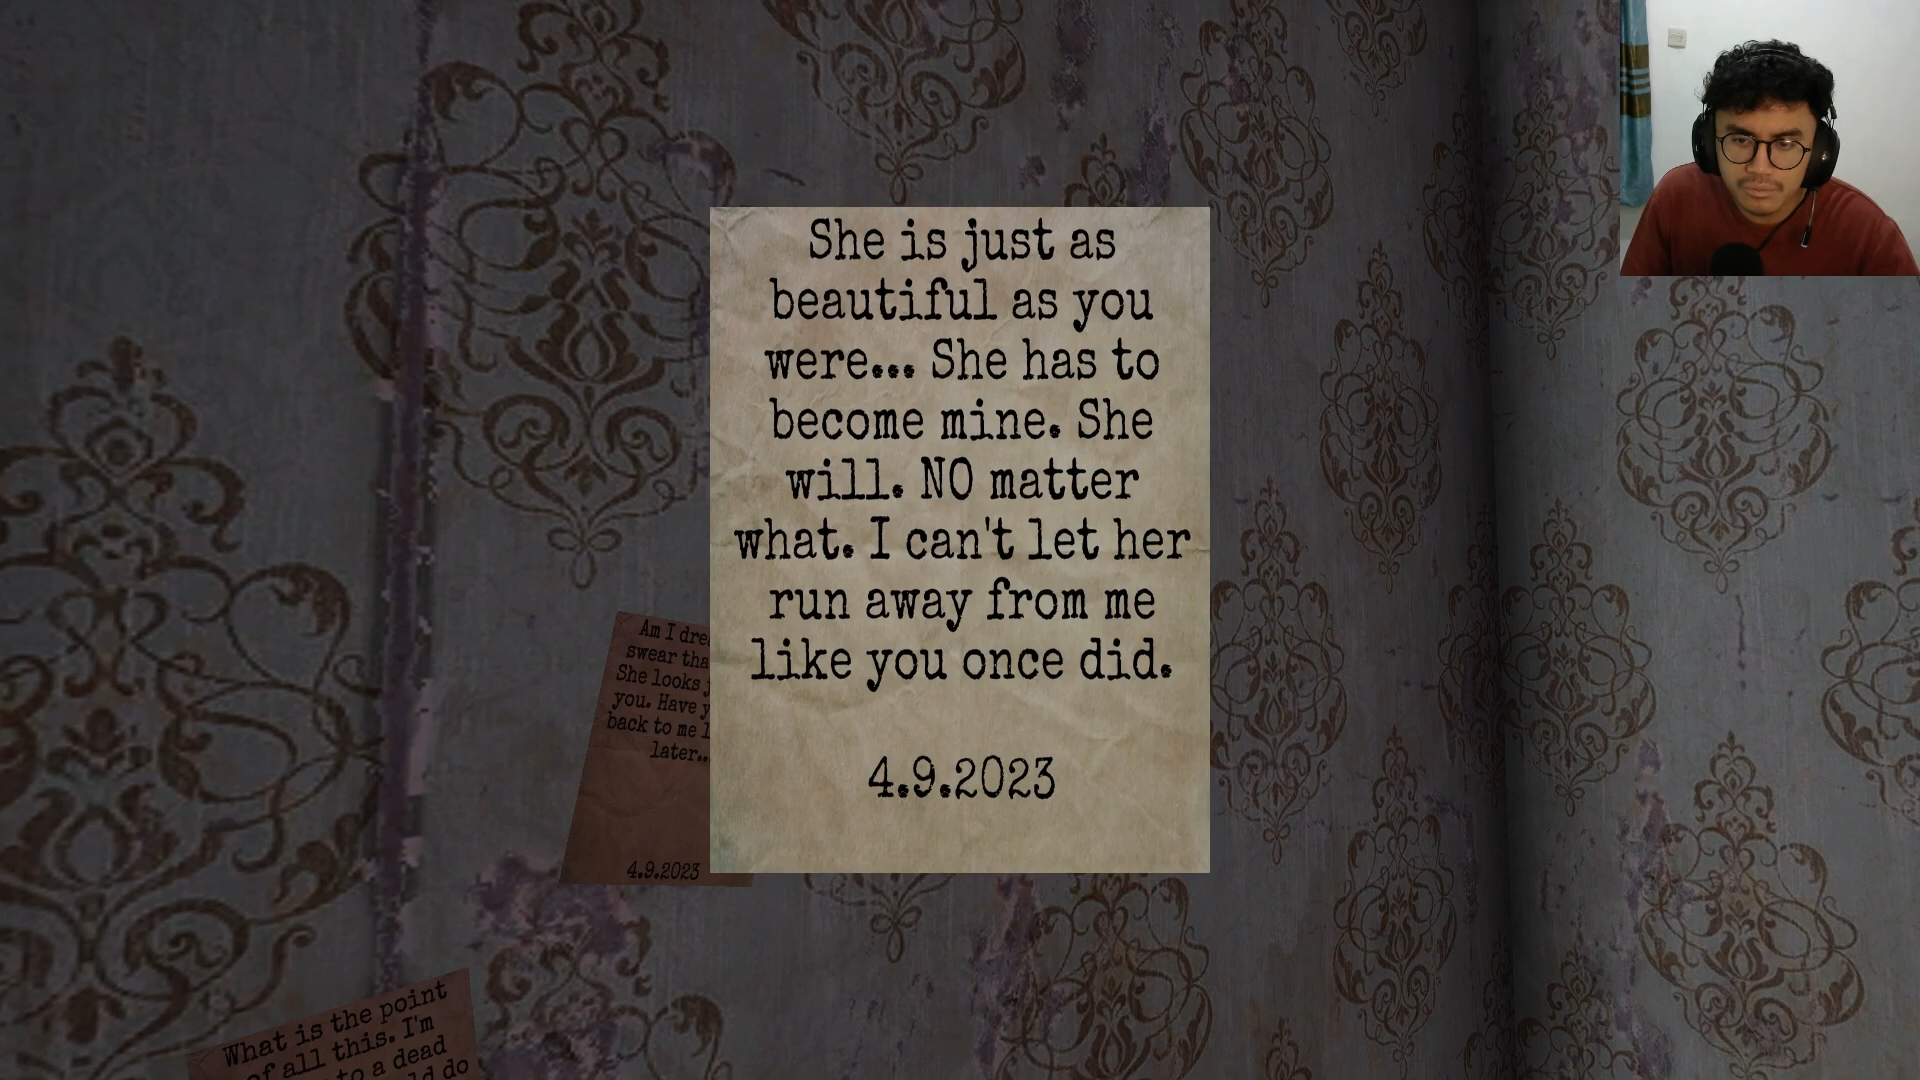 She is just as
beautiful as you
were... She has to
become mine. She
will. NO matter
what. I can't let her
run away from me
like you once did.
4.9.2023
Am I
swear
She looks
you. Have
back to me
later...
4.9.2023
What is the point
of all this. I'm
to a dead
do